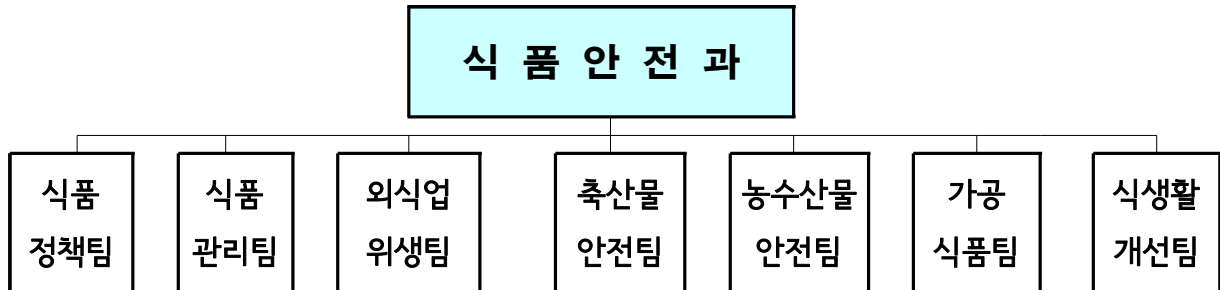 식 품 안 전 과
식품
정책팀
식품
관리팀
외식업
위생팀
축산물
안전팀
농수산물
안전팀
가공
식품팀
식생활
개선팀